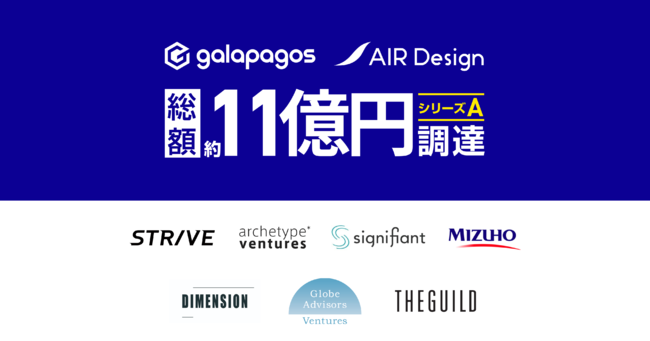 galapagos AIR Design
総額 約11億円 シリーズA 調達
STRIVE archetype ventures signifiant MIZUHO
DIMENSION Globe Advisors Ventures THEGUILD